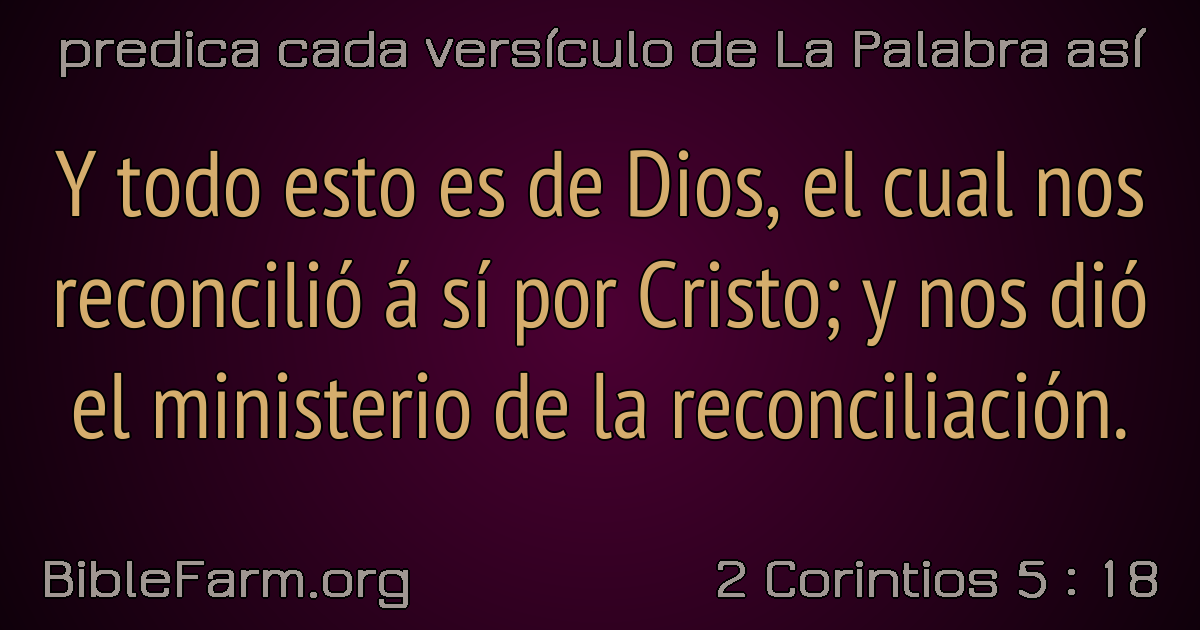 predica cada versículo de La Palabra así
Y todo esto es de Dios, el cual nos
reconcilió á sí por Cristo; y nos dió
el ministerio de la reconciliación.
BibleFarm.org
2 Corintios 5 : 18